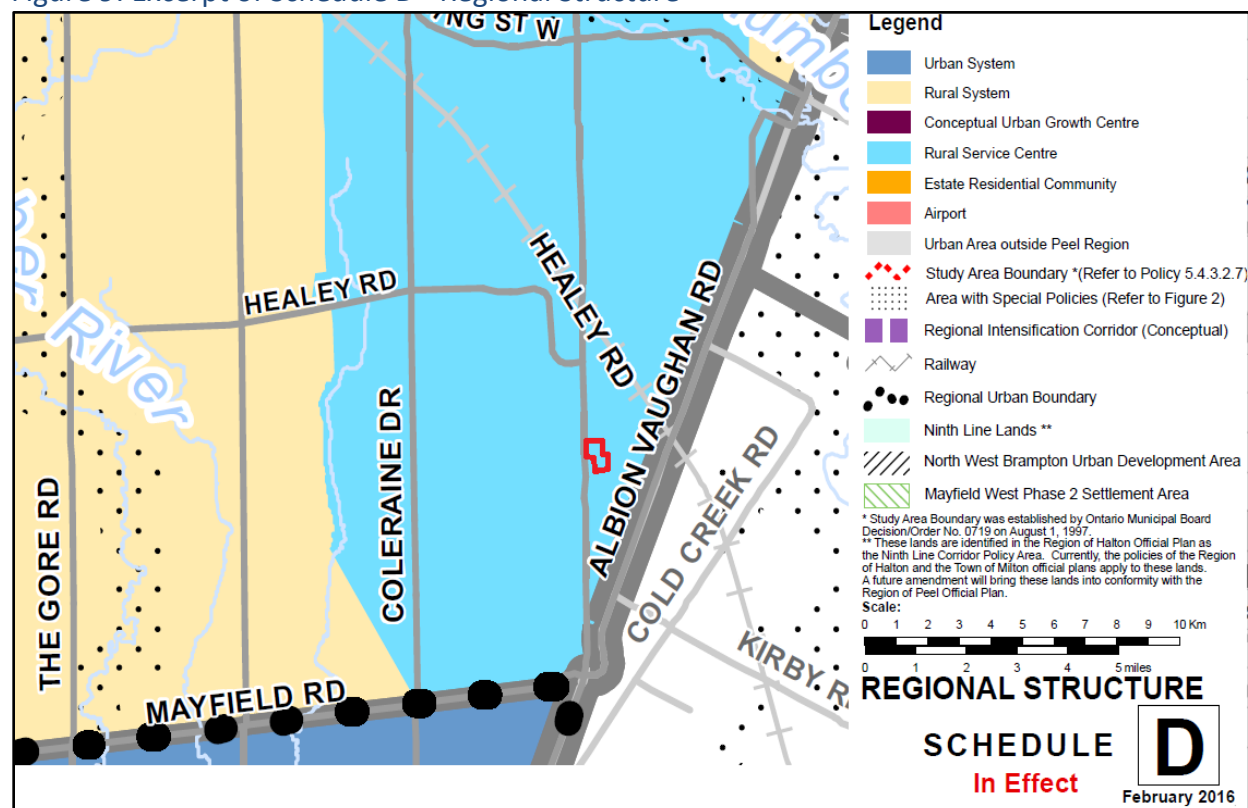 NG ST W
HEALEY RD
HEALEY RD
River
COLERAINE DR
ALBION VAUGHAN RD
COLD CREEK RD
THE GORE RD
KIRBY R
MAYFIELD RD
Legend
Urban System
Rural System
Conceptual Urban Growth Centre
Rural Service Centre
Estate Residential Community
Airport
Urban Area outside Peel Region
Study Area Boundary *(Refer to Policy 5.4.3.2.7)
Area with Special Policies (Refer to Figure 2)
Regional Intensification Corridor (Conceptual)
Railway
Regional Urban Boundary
Ninth Line Lands **
North West Brampton Urban Development Area
Mayfield West Phase 2 Settlement Area
* Study Area Boundary was established by Ontario Municipal Board
Decision/Order No. 0719 on August 1, 1997.
** These lands are identified in the Region of Halton Official Plan as
the Ninth Line Corridor Policy Area. Currently, the policies of the Region
of Halton and the Town of Milton official plans apply to these lands.
A future amendment will bring these lands into conformity with the
Region of Peel Official Plan.
Scale:
0 1 2 3 4 5 6 7 8 9 10 Km
0 1 2 3 4 5 miles
REGIONAL STRUCTURE
SCHEDULE D
In Effect
February 2016